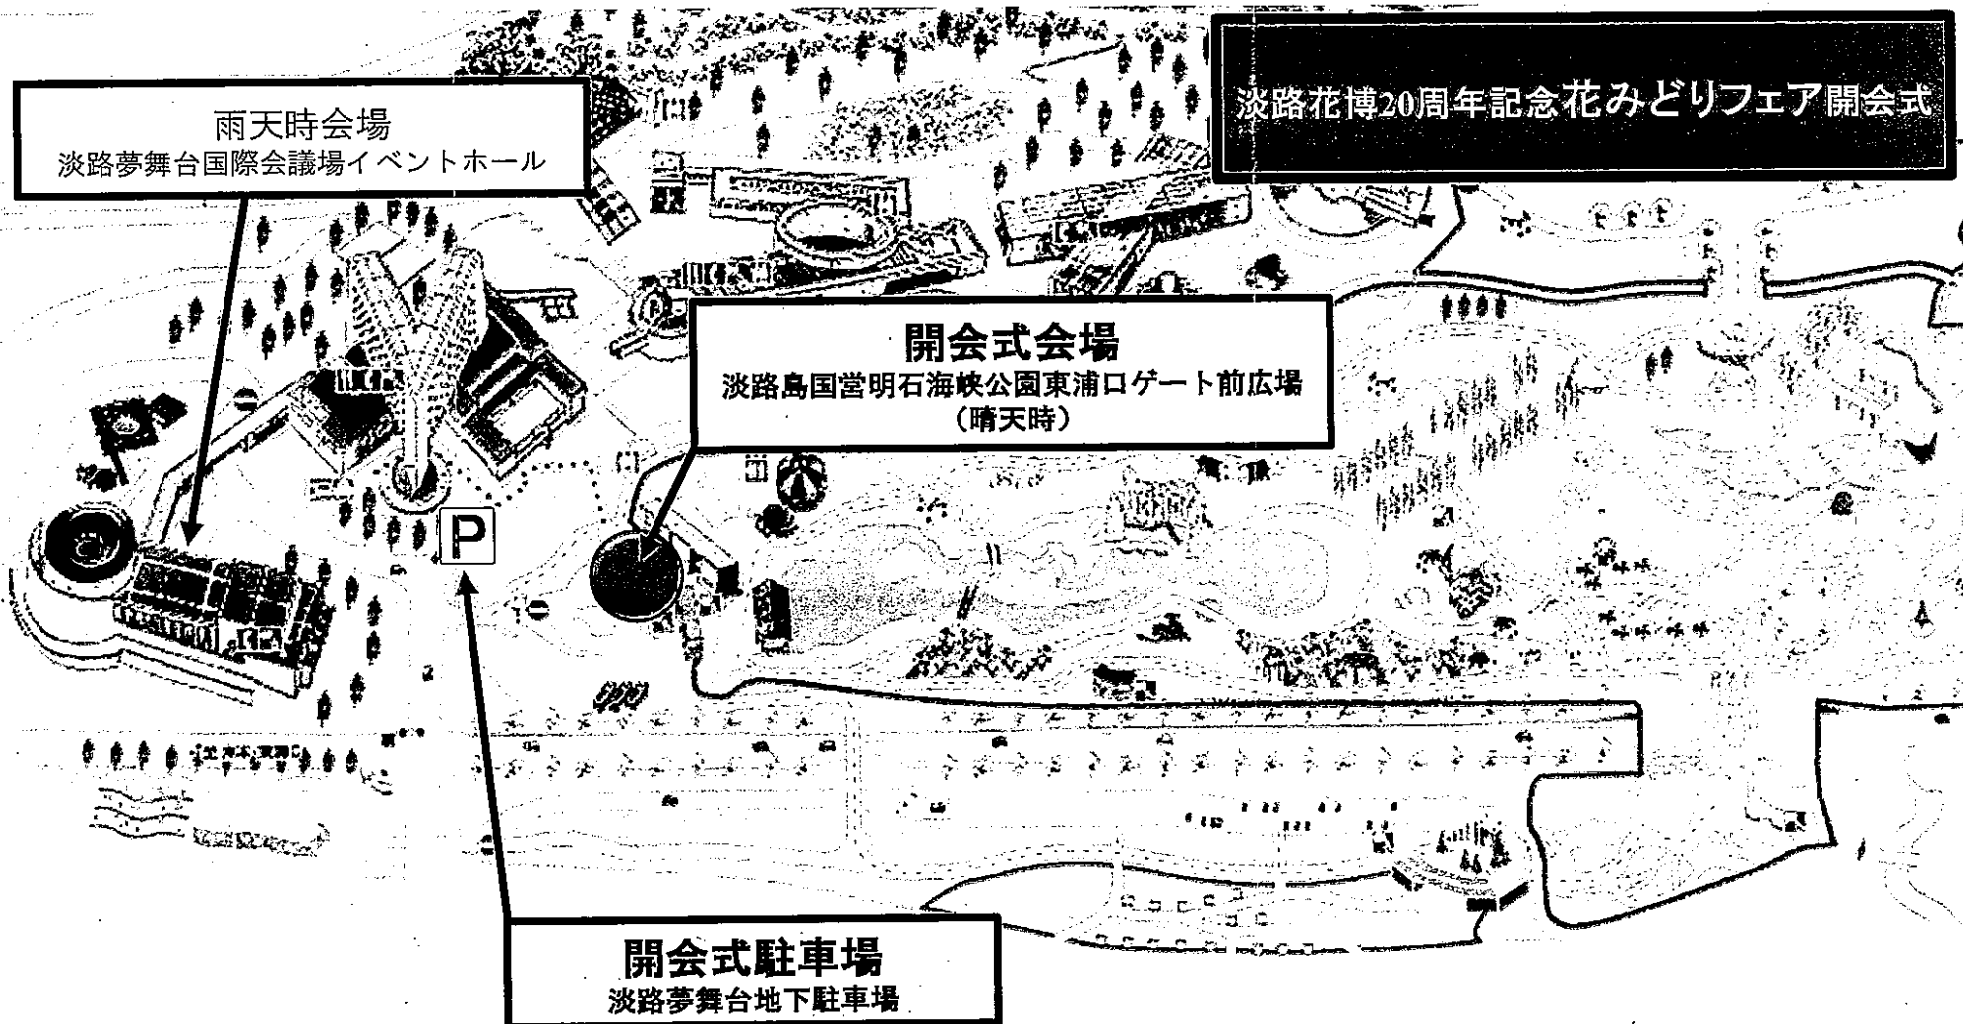 淡路花博20周年記念花みどりフェア開会式
雨天時会場
淡路夢舞台国際会議場イベントホール
開会式会場
淡路島国営明石海峡公園東浦口ゲート前広場
（晴天時）
P
開会式駐車場
淡路夢舞台地下駐車場